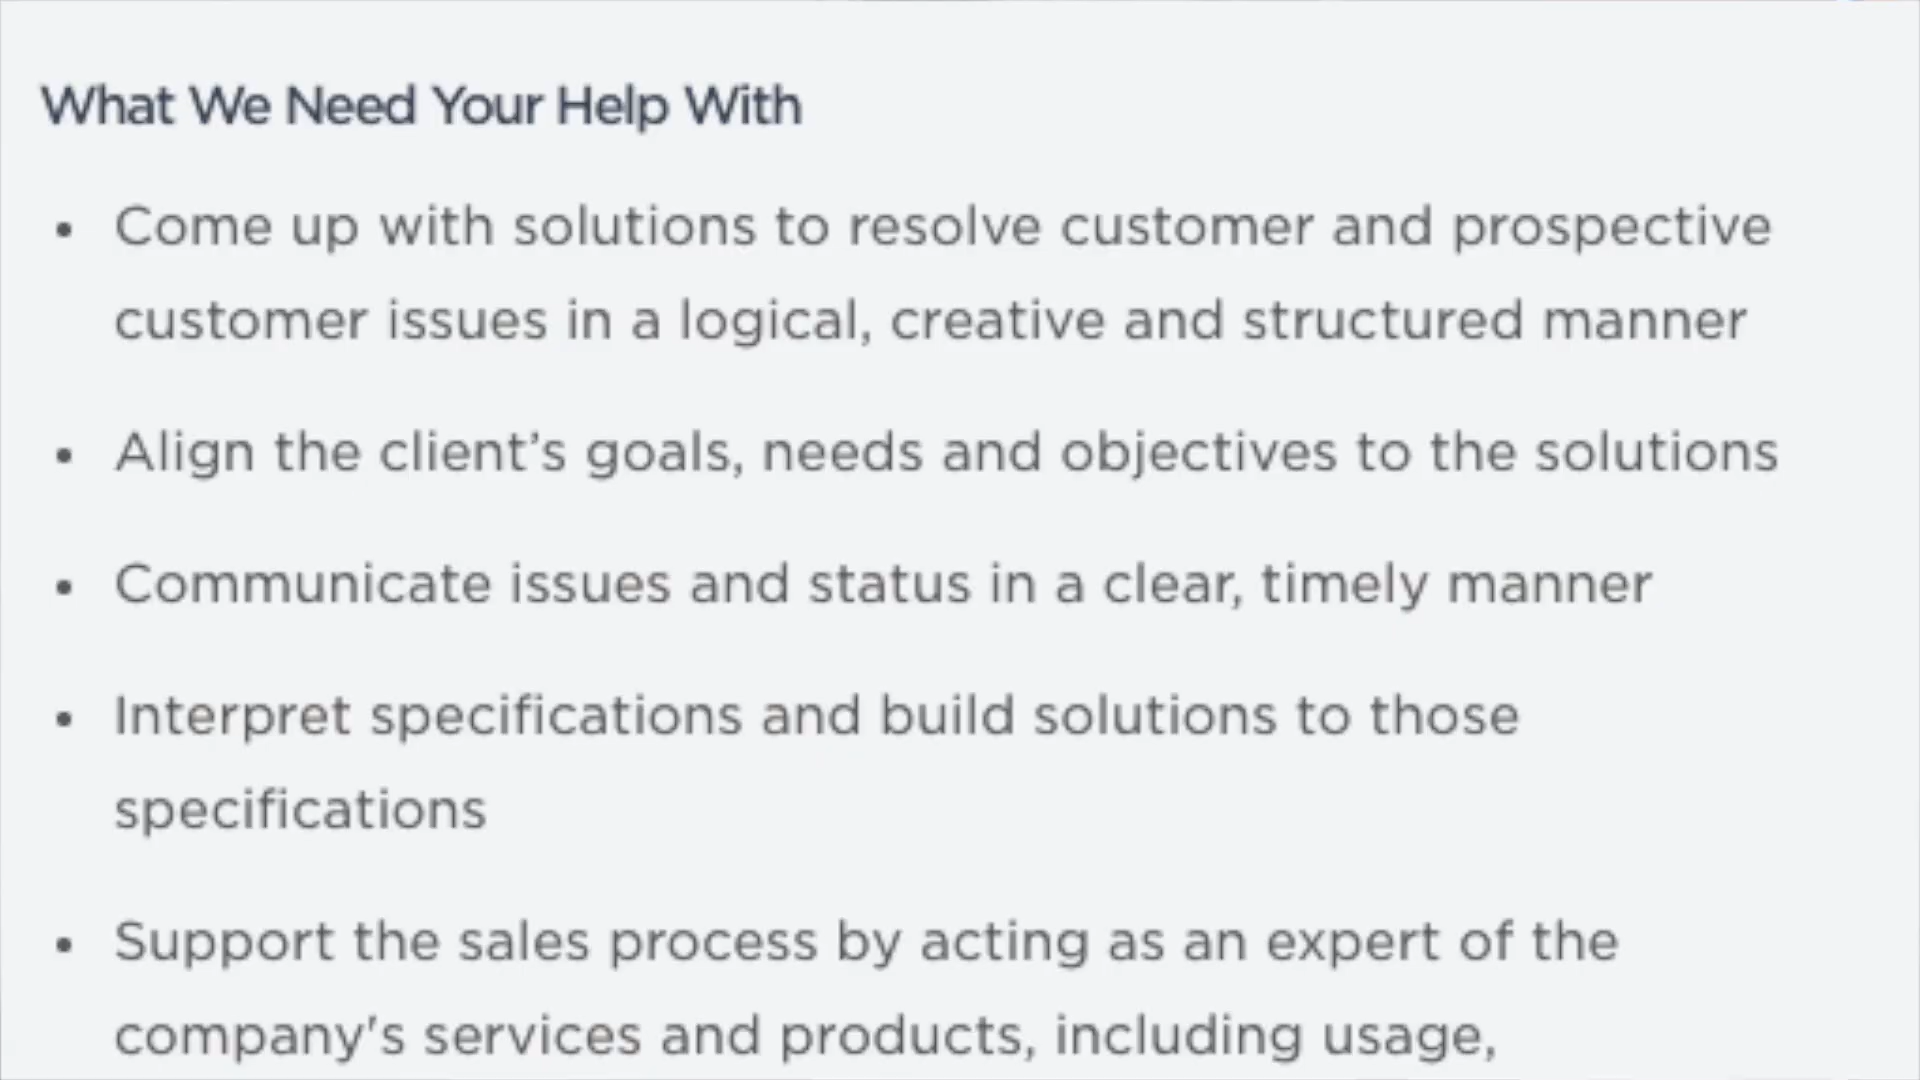 What We Need Your Help With
• Come up with solutions to resolve customer and prospective
customer issues in a logical, creative and structured manner
• Align the client’s goals, needs and objectives to the solutions
• Communicate issues and status in a clear, timely manner
• Interpret specifications and build solutions to those
specifications
• Support the sales process by acting as an expert of the
company's services and products, including usage,